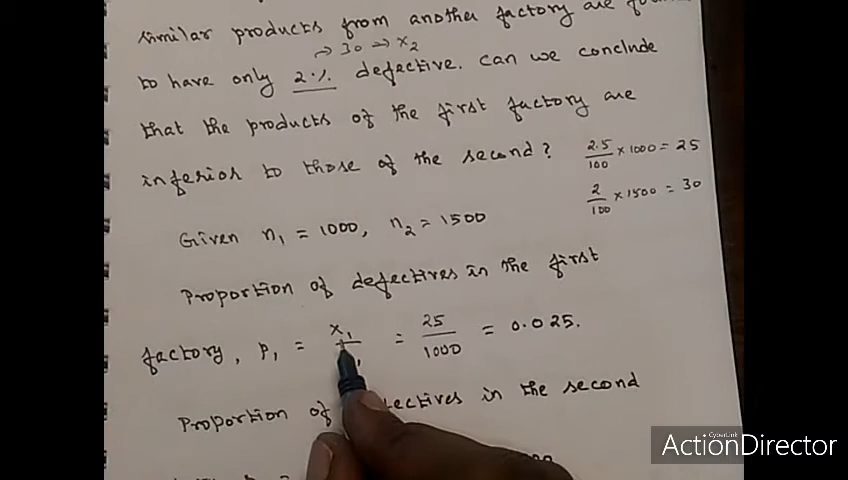 similar products from another factory are
→ 30 → x2
to have only 2.1. defective. can we conclude
that the products of the first factory are
inferior to those of the second?
2.5/100 × 1000 = 25
2/100 × 1500 = 30
Given n1 = 1000, n2 = 1500
Proportion of defectives in the first
factory, p1 = x1/ = 25/1000 = 0.025.
Proportion of in the second
CyberLink
ActionDirector